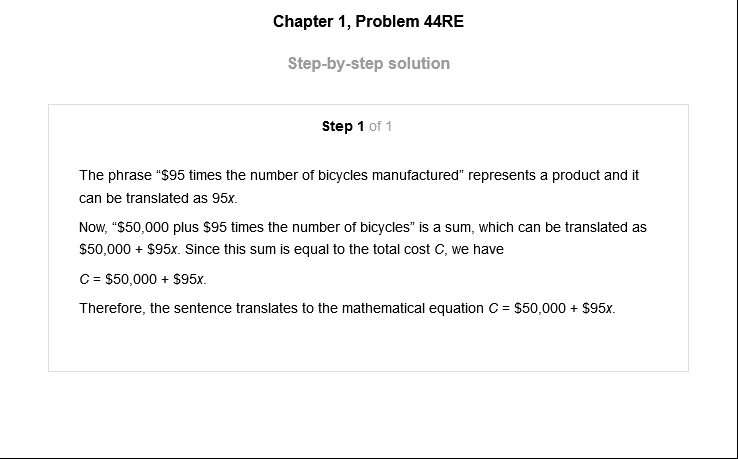 Chapter 1, Problem 44RE
Step-by-step solution
Step 1 of 1
The phrase “$95 times the number of bicycles manufactured” represents a product and it
can be translated as 95x.
Now, “$50,000 plus $95 times the number of bicycles” is a sum, which can be translated as
$50,000 + $95x. Since this sum is equal to the total cost C, we have
C = $50,000 + $95x.
Therefore, the sentence translates to the mathematical equation C = $50,000 + $95x.